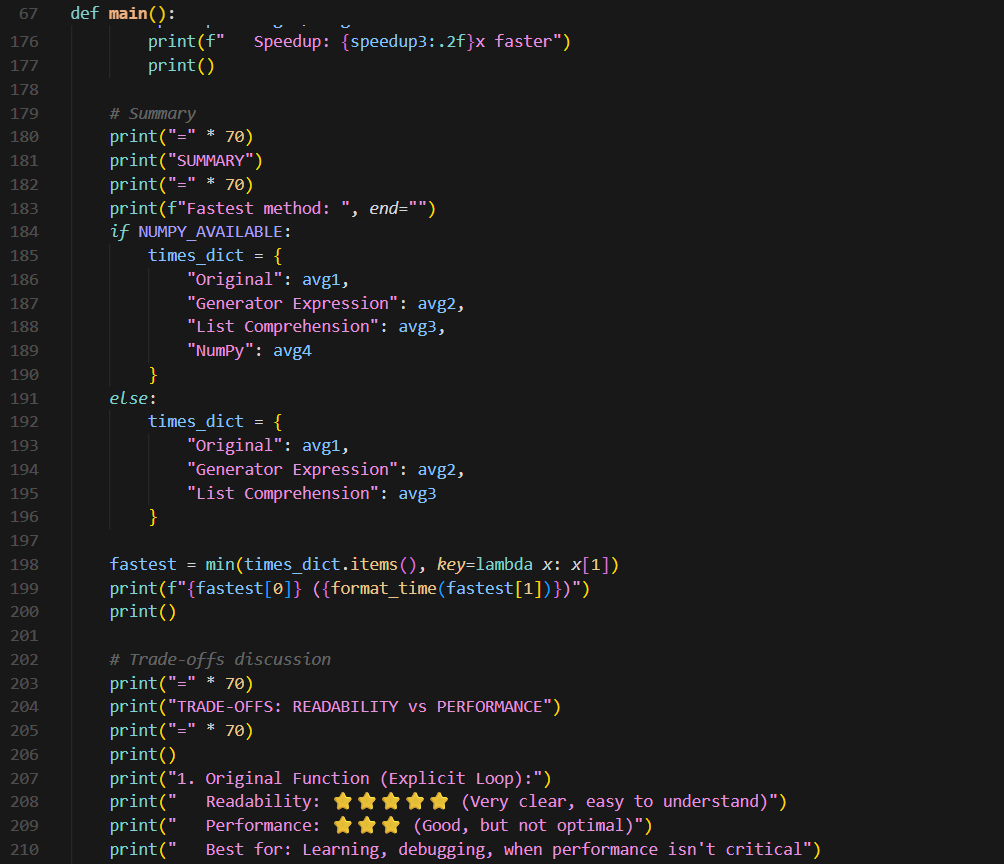 67 def main():
176 print(f"   Speedup: {speedup3:.2f}x faster")
177 print()
178
179 # Summary
180 print("=" * 70)
181 print("SUMMARY")
182 print("=" * 70)
183 print(f"Fastest method: ", end="")
184 if NUMPY_AVAILABLE:
185 times_dict = {
186 "Original": avg1,
187 "Generator Expression": avg2,
188 "List Comprehension": avg3,
189 "NumPy": avg4
190 }
191 else:
192 times_dict = {
193 "Original": avg1,
194 "Generator Expression": avg2,
195 "List Comprehension": avg3
196 }
197
198 fastest = min(times_dict.items(), key=lambda x: x[1])
199 print(f"{fastest[0]} ({format_time(fastest[1])})")
200 print()
201
202 # Trade-offs discussion
203 print("=" * 70)
204 print("TRADE-OFFS: READABILITY vs PERFORMANCE")
205 print("=" * 70)
206 print()
207 print("1. Original Function (Explicit Loop):")
208 print("   Readability: ⭐⭐⭐⭐⭐ (Very clear, easy to understand)")
209 print("   Performance: ⭐⭐⭐ (Good, but not optimal)")
210 print("   Best for: Learning, debugging, when performance isn't critical")